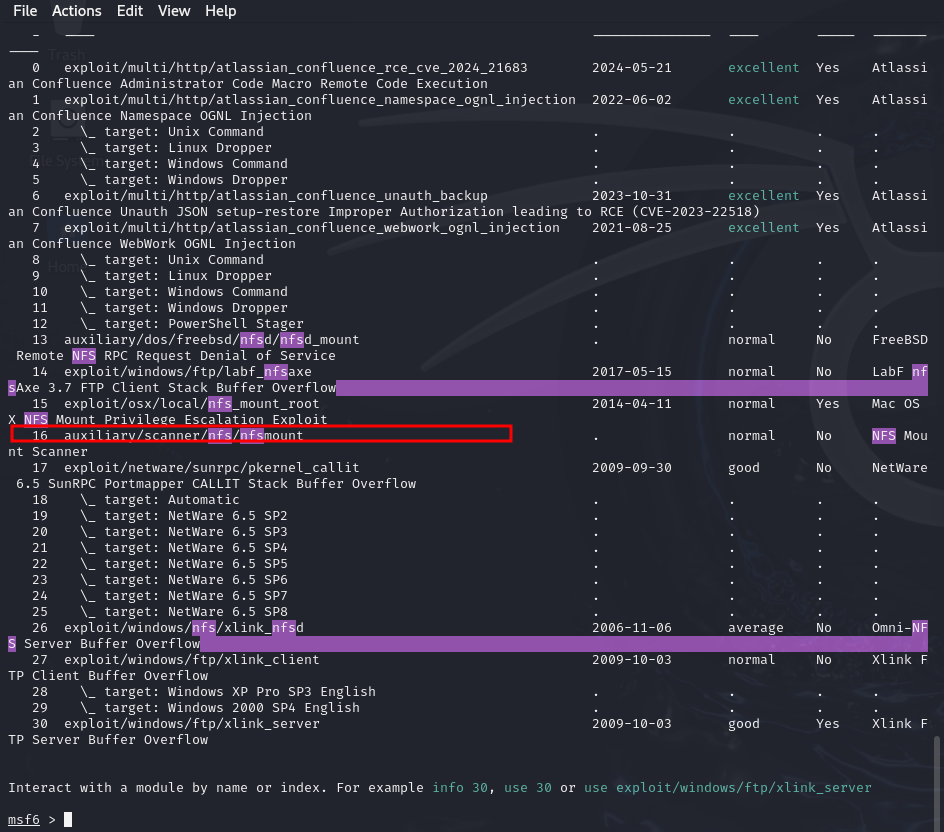 File Actions Edit View Help
Trash
0 exploit/multi/http/atlassian_confluence_rce_cve_2024_21683 2024-05-21 excellent Yes Atlassi
an Confluence Administrator Code Macro Remote Code Execution
1 exploit/multi/http/atlassian_confluence_namespace_ognl_injection 2022-06-02 excellent Yes Atlassi
an Confluence Namespace OGNL Injection
2 \_ target: Unix Command . . . .
3 \_ target: Linux Dropper . . . .
4 \_ target: Windows Command . . . .
5 \_ target: Windows Dropper . . . .
6 exploit/multi/http/atlassian_confluence_unauth_backup 2023-10-31 excellent Yes Atlassi
an Confluence Unauth JSON setup-restore Improper Authorization leading to RCE (CVE-2023-22518)
7 exploit/multi/http/atlassian_confluence_webwork_ognl_injection 2021-08-25 excellent Yes Atlassi
an Confluence WebWork OGNL Injection
8 \_ target: Unix Command . . . .
9 \_ target: Linux Dropper . . . .
10 \_ target: Windows Command . . . .
11 \_ target: Windows Dropper . . . .
12 \_ target: PowerShell Stager . . . .
13 auxiliary/dos/freebsd/nfsd/nfsd_mount . normal No FreeBSD
Remote NFS RPC Request Denial of Service
14 exploit/windows/ftp/labf_nfsaxe 2017-05-15 normal No LabF nf
sAxe 3.7 FTP Client Stack Buffer Overflow
15 exploit/osx/local/nfs_mount_root 2014-04-11 normal Yes Mac OS
X NFS Mount Privilege Escalation Exploit
16 auxiliary/scanner/nfs/nfsmount . normal No NFS Mou
nt Scanner
17 exploit/netware/sunrpc/pkernel_callit 2009-09-30 good No NetWare
6.5 SunRPC Portmapper CALLIT Stack Buffer Overflow
18 \_ target: Automatic . . . .
19 \_ target: NetWare 6.5 SP2 . . . .
20 \_ target: NetWare 6.5 SP3 . . . .
21 \_ target: NetWare 6.5 SP4 . . . .
22 \_ target: NetWare 6.5 SP5 . . . .
23 \_ target: NetWare 6.5 SP6 . . . .
24 \_ target: NetWare 6.5 SP7 . . . .
25 \_ target: NetWare 6.5 SP8 . . . .
26 exploit/windows/nfs/xlink_nfsd 2006-11-06 average No Omni-NF
S Server Buffer Overflow
27 exploit/windows/ftp/xlink_client 2009-10-03 normal No Xlink F
TP Client Buffer Overflow
28 \_ target: Windows XP Pro SP3 English . . . .
29 \_ target: Windows 2000 SP4 English . . . .
30 exploit/windows/ftp/xlink_server 2009-10-03 good Yes Xlink F
TP Server Buffer Overflow
Interact with a module by name or index. For example info 30, use 30 or use exploit/windows/ftp/xlink_server
msf6 >